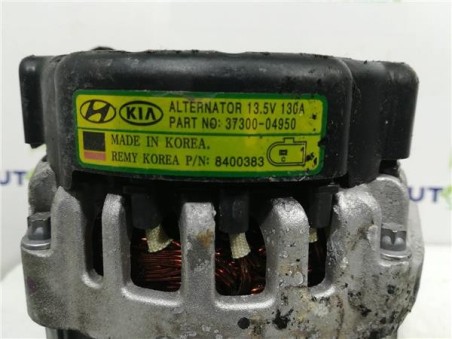 KIA ALTERNATOR 13.5V 130A
PART NO: 37300-04950
MADE IN KOREA.
REMY KOREA P/N: 8400383